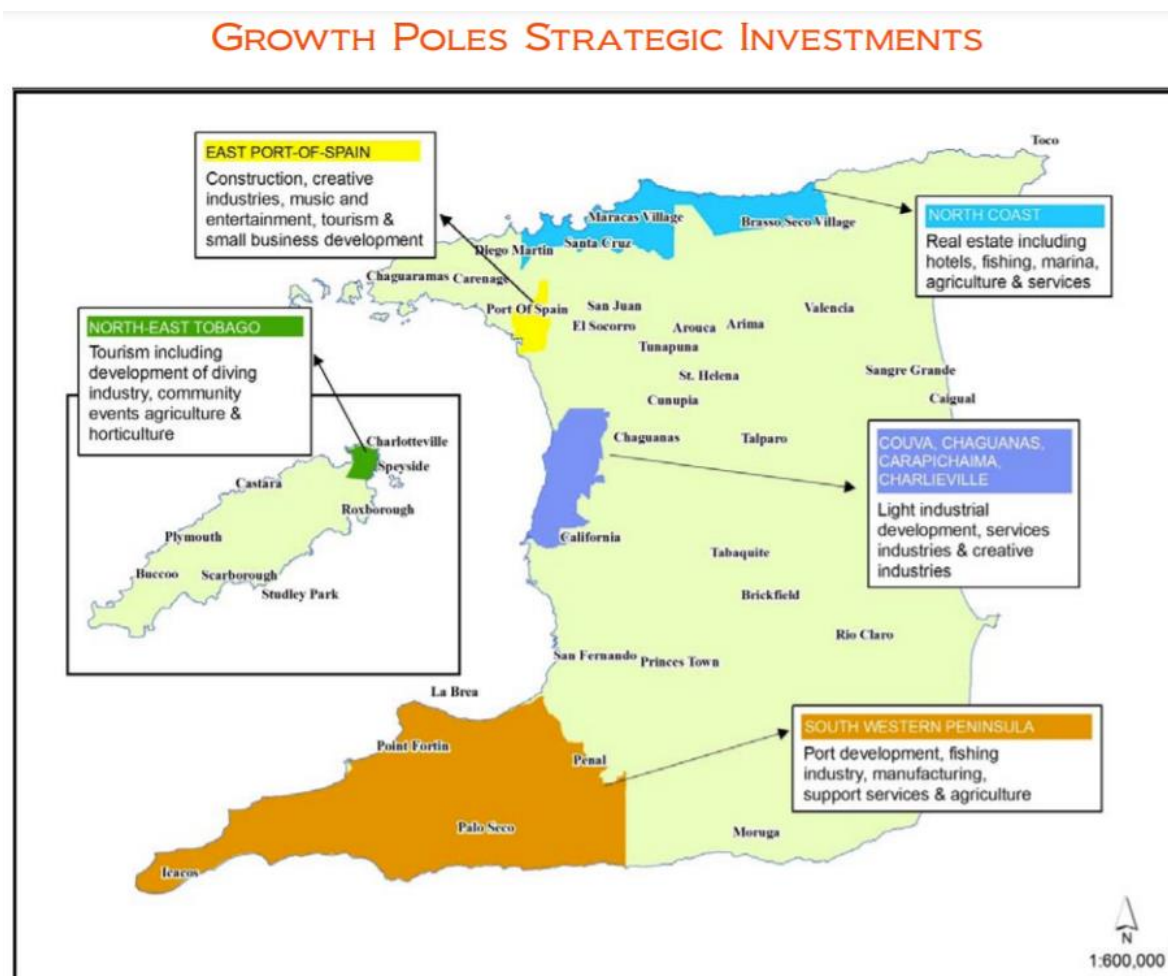 GROWTH POLES STRATEGIC INVESTMENTS
EAST PORT-OF-SPAIN
Construction, creative
industries, music and
entertainment, tourism &
small business development
Toco
NORTH COAST
Real estate including
hotels, fishing, marina,
agriculture & services
Maracas Village
Brasso Seco Village
Diego Martin
Santa Cruz
Chaguaramas
Carenage
Port Of Spain
San Juan
Valencia
El Socorro
Arouca
Arima
Tunapuna
St. Helena
Sangre Grande
Cunupia
Caigual
Chaguanas
Talparo
NORTH-EAST TOBAGO
Tourism including
development of diving
industry, community
events agriculture &
horticulture
Charlotteville
Speyside
Castara
Roxborough
Plymouth
Buccoo
Scarborough
Studley Park
COUVA, CHAGUANAS,
CARAPICHAIMA,
CHARLIEVILLE
Light industrial
development, services
industries & creative
industries
California
Tabaquite
Brickfield
Rio Claro
San Fernando
Princes Town
La Brea
Point Fortin
Penal
SOUTH WESTERN PENINSULA
Port development, fishing
industry, manufacturing,
support services & agriculture
Palo Seco
Moruga
Icacos
N
1:600,000